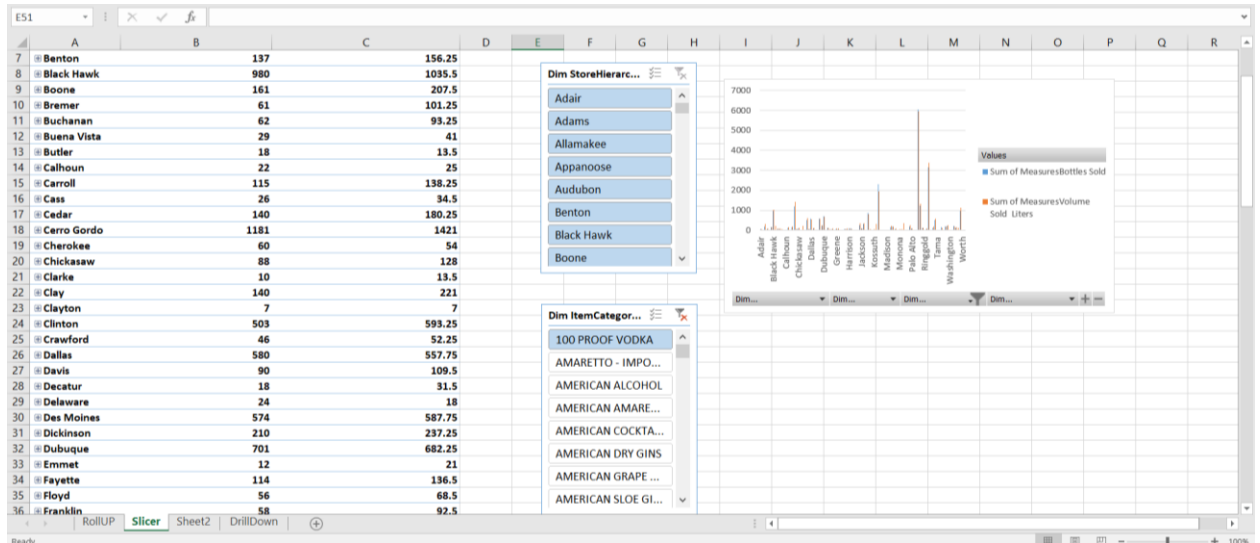 E51 fx
A B C D E F G H I J K L M N O P Q R
7 Benton 137 156.25
8 Black Hawk 980 1035.5
9 Boone 161 207.5
10 Bremer 61 101.25
11 Buchanan 62 93.25
12 Buena Vista 29 41
13 Butler 18 13.5
14 Calhoun 22 25
15 Carroll 115 138.25
16 Cass 26 34.5
17 Cedar 140 180.25
18 Cerro Gordo 1181 1421
19 Cherokee 60 54
20 Chickasaw 88 128
21 Clarke 10 13.5
22 Clay 140 221
23 Clayton 7 7
24 Clinton 503 593.25
25 Crawford 46 52.25
26 Dallas 580 557.75
27 Davis 90 109.5
28 Decatur 18 31.5
29 Delaware 24 18
30 Des Moines 574 587.75
31 Dickinson 210 237.25
32 Dubuque 701 682.25
33 Emmet 12 21
34 Fayette 114 136.5
35 Floyd 56 68.5
36 Franklin 58 92.5
Dim StoreHierarc...
Adair
Adams
Allamakee
Appanoose
Audubon
Benton
Black Hawk
Boone
Dim ItemCategor...
100 PROOF VODKA
AMARETTO - IMPO...
AMERICAN ALCOHOL
AMERICAN AMARE...
AMERICAN COCKTA...
AMERICAN DRY GINS
AMERICAN GRAPE ...
AMERICAN SLOE GI...
7000
6000
5000
4000
3000
2000
1000
0
Adair
Black Hawk
Calhoun
Chickasaw
Dallas
Dubuque
Greene
Harrison
Jackson
Kossuth
Madison
Monona
Palo Alto
Ringgold
Tama
Washington
Worth
Values
Sum of MeasuresBottles Sold
Sum of MeasuresVolume
Sold Liters
Dim... Dim... Dim... Dim...
RollUP Slicer Sheet2 DrillDown
Ready 100%